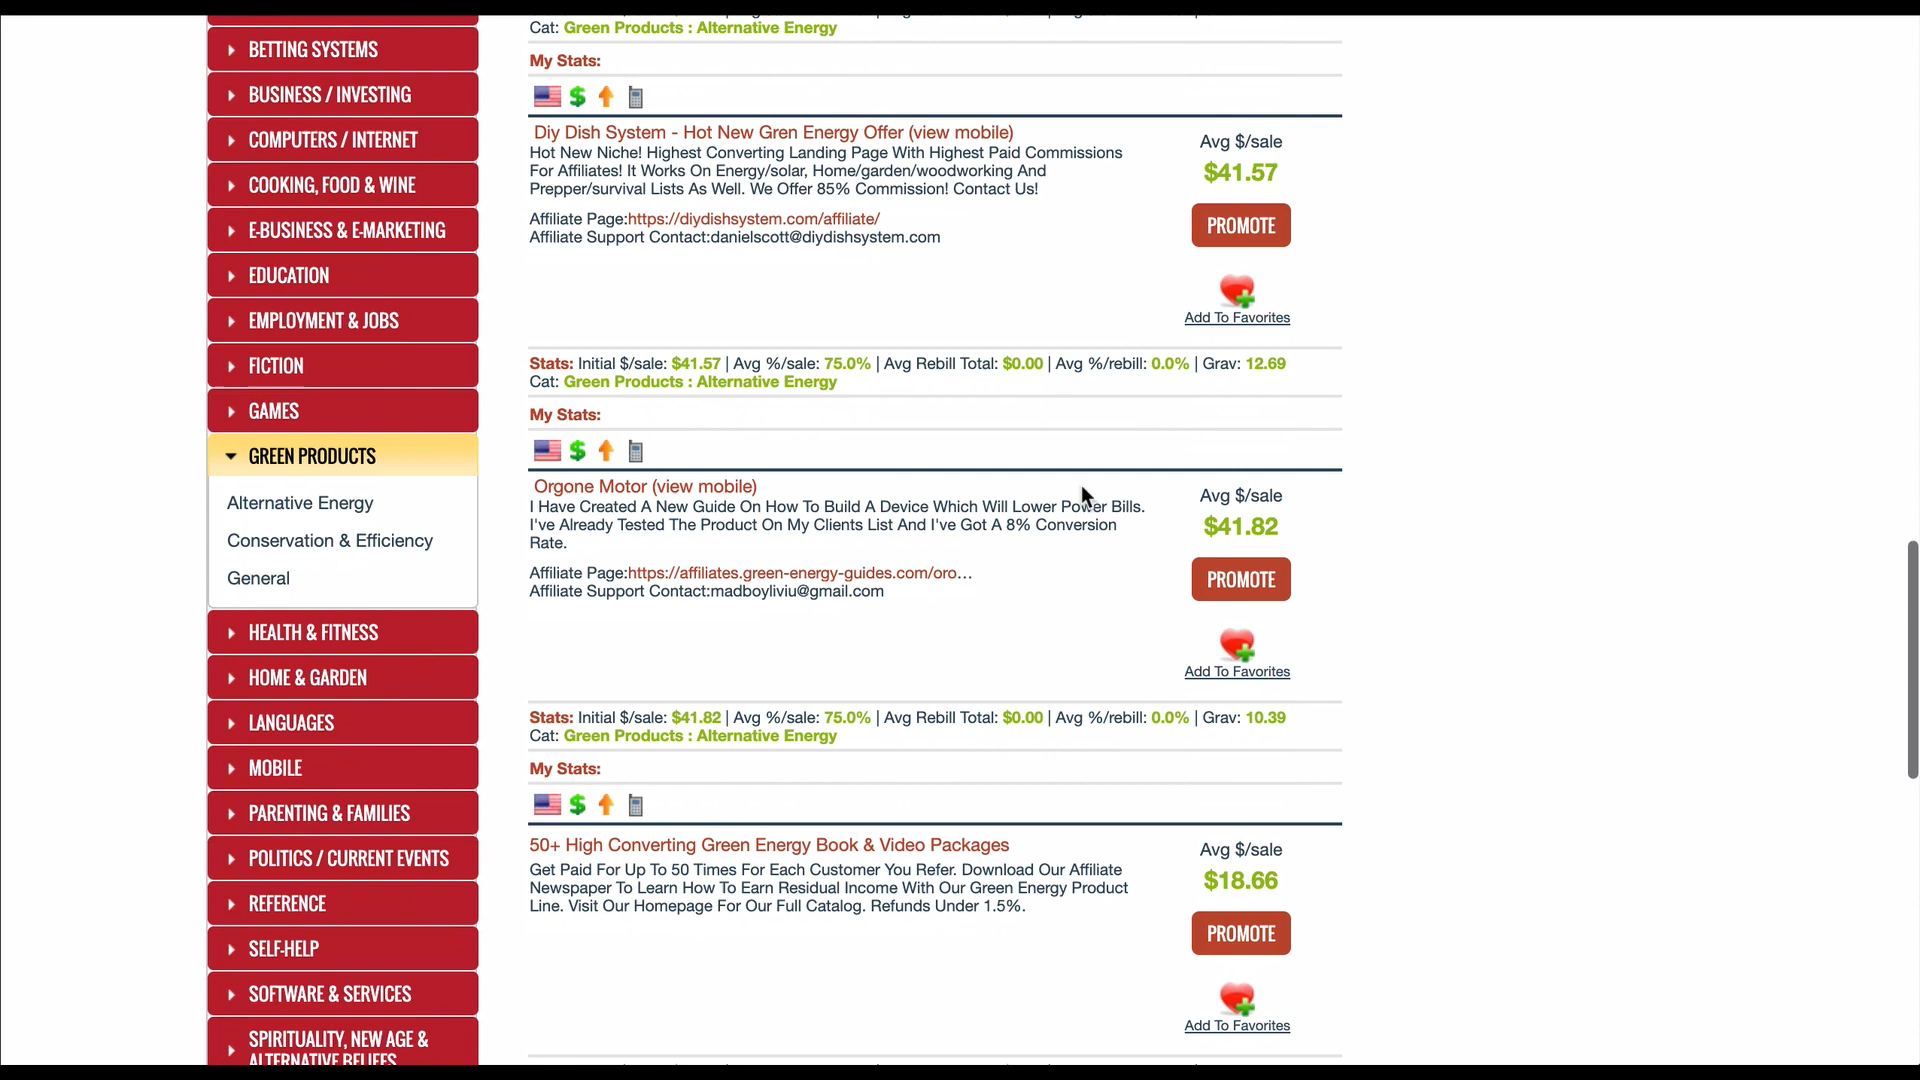 BETTING SYSTEMS
BUSINESS / INVESTING
COMPUTERS / INTERNET
COOKING, FOOD & WINE
E-BUSINESS & E-MARKETING
EDUCATION
EMPLOYMENT & JOBS
FICTION
GAMES
GREEN PRODUCTS
Alternative Energy
Conservation & Efficiency
General
HEALTH & FITNESS
HOME & GARDEN
LANGUAGES
MOBILE
PARENTING & FAMILIES
POLITICS / CURRENT EVENTS
REFERENCE
SELF-HELP
SOFTWARE & SERVICES
SPIRITUALITY, NEW AGE &
ALTERNATIVE BELIEFS
Cat: Green Products : Alternative Energy
My Stats:
$
Diy Dish System - Hot New Gren Energy Offer (view mobile)
Hot New Niche! Highest Converting Landing Page With Highest Paid Commissions
For Affiliates! It Works On Energy/solar, Home/garden/woodworking And
Prepper/survival Lists As Well. We Offer 85% Commission! Contact Us!
Affiliate Page:https://diydishsystem.com/affiliate/
Affiliate Support Contact:danielscott@diydishsystem.com
Avg $/sale
$41.57
PROMOTE
Add To Favorites
Stats: Initial $/sale: $41.57 | Avg %/sale: 75.0% | Avg Rebill Total: $0.00 | Avg %/rebill: 0.0% | Grav: 12.69
Cat: Green Products : Alternative Energy
My Stats:
$
Orgone Motor (view mobile)
I Have Created A New Guide On How To Build A Device Which Will Lower Power Bills.
I've Already Tested The Product On My Clients List And I've Got A 8% Conversion
Rate.
Affiliate Page:https://affiliates.green-energy-guides.com/oro…
Affiliate Support Contact:madboyliviu@gmail.com
Avg $/sale
$41.82
PROMOTE
Add To Favorites
Stats: Initial $/sale: $41.82 | Avg %/sale: 75.0% | Avg Rebill Total: $0.00 | Avg %/rebill: 0.0% | Grav: 10.39
Cat: Green Products : Alternative Energy
My Stats:
$
50+ High Converting Green Energy Book & Video Packages
Get Paid For Up To 50 Times For Each Customer You Refer. Download Our Affiliate
Newspaper To Learn How To Earn Residual Income With Our Green Energy Product
Line. Visit Our Homepage For Our Full Catalog. Refunds Under 1.5%.
Avg $/sale
$18.66
PROMOTE
Add To Favorites